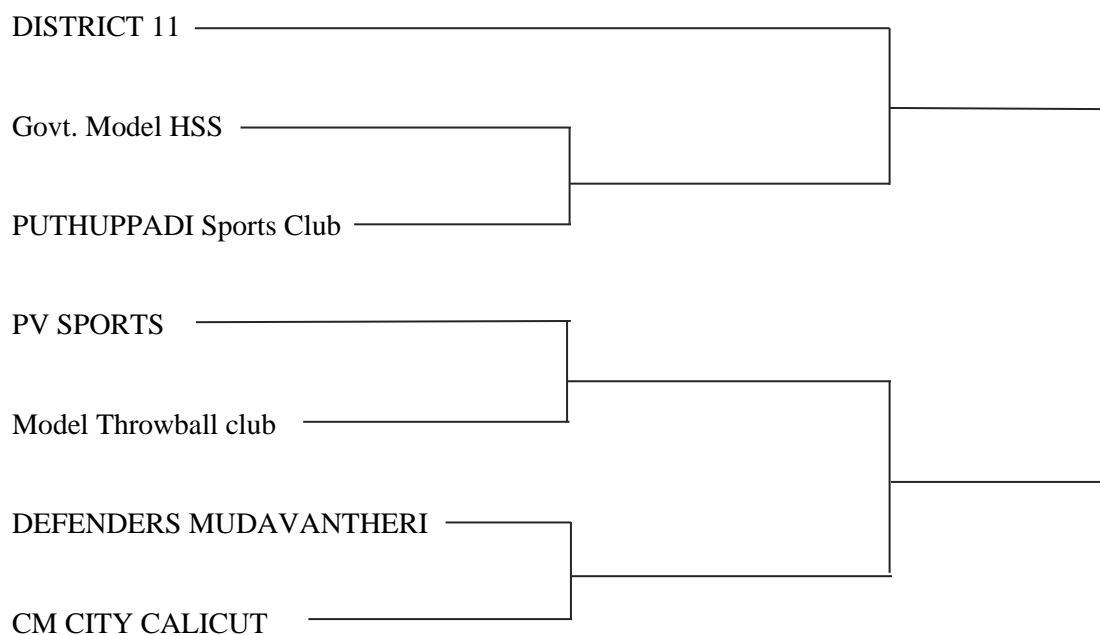 DISTRICT 11
Govt. Model HSS
PUTHUPPADI Sports Club
PV SPORTS
Model Throwball club
DEFENDERS MUDAVANTHERI
CM CITY CALICUT